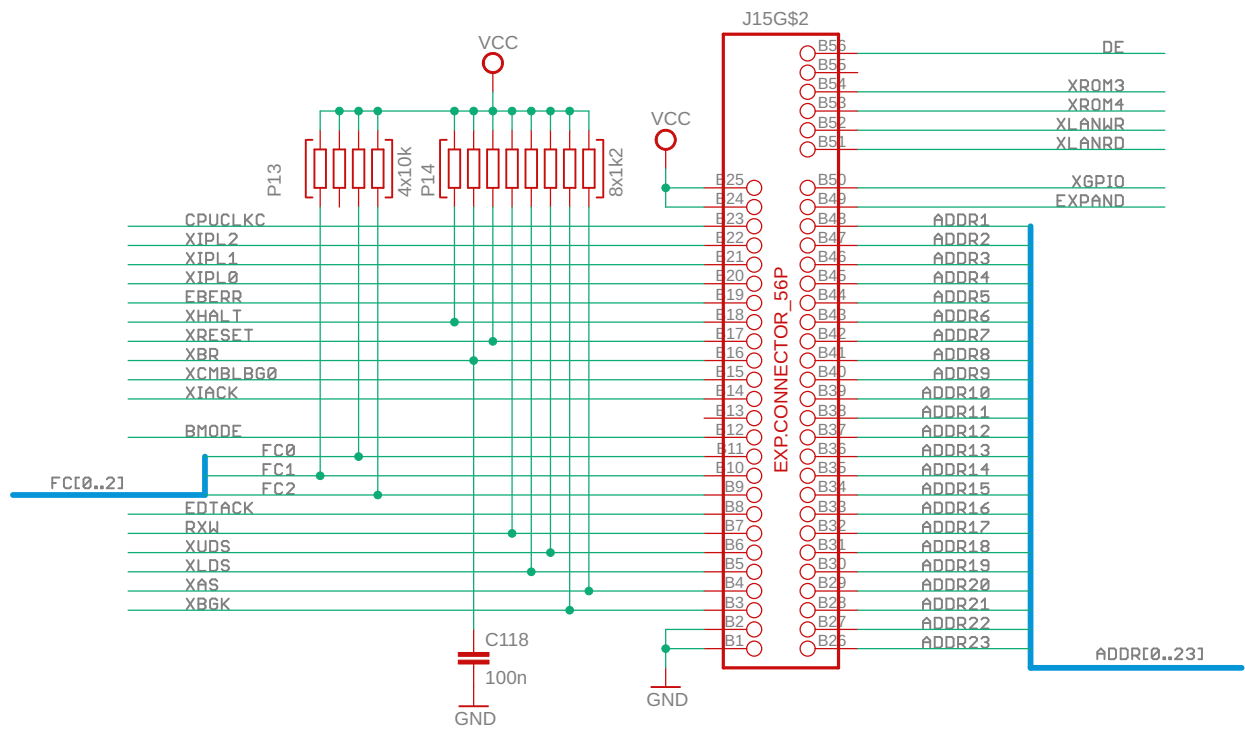 J15G$2
VCC
VCC
P13
4x10k
P14
8x1k2
EXP.CONNECTOR_56P
B56 DE
B55
B54 XROM3
B53 XROM4
B52 XLANWR
B51 XLANRD
B25 B50 XGPIO
B24 B49 EXPAND
CPUCLKC B23 B48 ADDR1
XIPL2 B22 B47 ADDR2
XIPL1 B21 B46 ADDR3
XIPL0 B20 B45 ADDR4
EBERR B19 B44 ADDR5
XHALT B18 B43 ADDR6
XRESET B17 B42 ADDR7
XBR B16 B41 ADDR8
XCMBLBG0 B15 B40 ADDR9
XIACK B14 B39 ADDR10
B13 B38 ADDR11
BMODE B12 B37 ADDR12
FC0 B11 B36 ADDR13
FC1 B10 B35 ADDR14
FC[0..2] FC2 B9 B34 ADDR15
EDTACK B8 B33 ADDR16
RXW B7 B32 ADDR17
XUDS B6 B31 ADDR18
XLDS B5 B30 ADDR19
XAS B4 B29 ADDR20
XBGK B3 B28 ADDR21
B2 B27 ADDR22
B1 B26 ADDR23
ADDR[0..23]
C118
100n
GND
GND